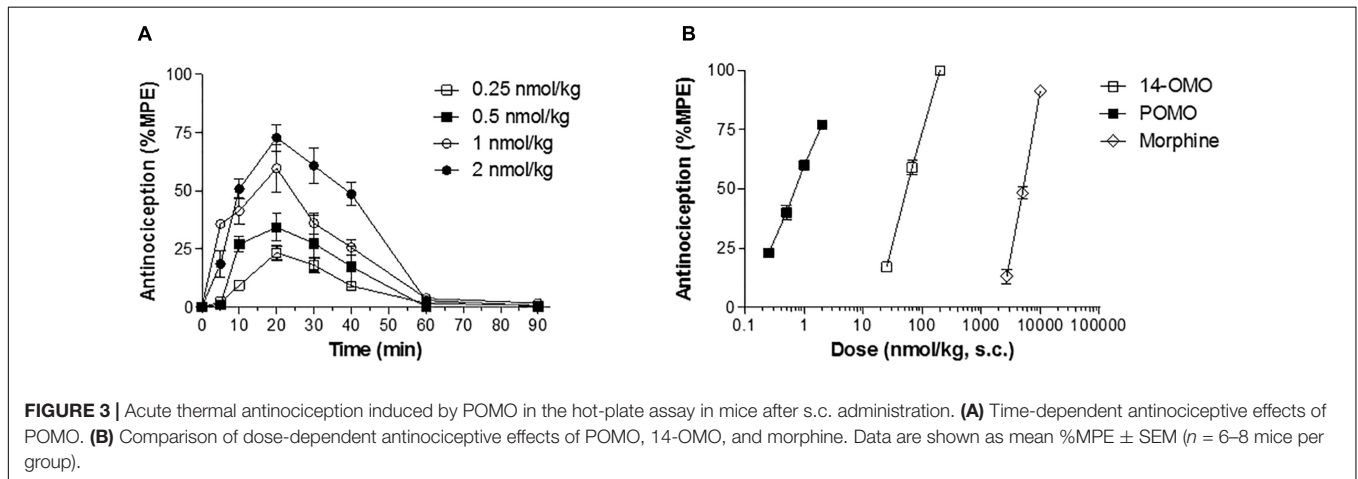 A
B
Antinociception (%MPE)
100
75
50
25
0
0 10 20 30 40 50 60 70 80 90
Time (min)
0.25 nmol/kg
0.5 nmol/kg
1 nmol/kg
2 nmol/kg
Antinociception (%MPE)
100
75
50
25
0
0.1 1 10 100 1000 10000 100000
Dose (nmol/kg, s.c.)
14-OMO
POMO
Morphine
FIGURE 3 | Acute thermal antinociception induced by POMO in the hot-plate assay in mice after s.c. administration. (A) Time-dependent antinociceptive effects of
POMO. (B) Comparison of dose-dependent antinociceptive effects of POMO, 14-OMO, and morphine. Data are shown as mean %MPE ± SEM (n = 6–8 mice per
group).